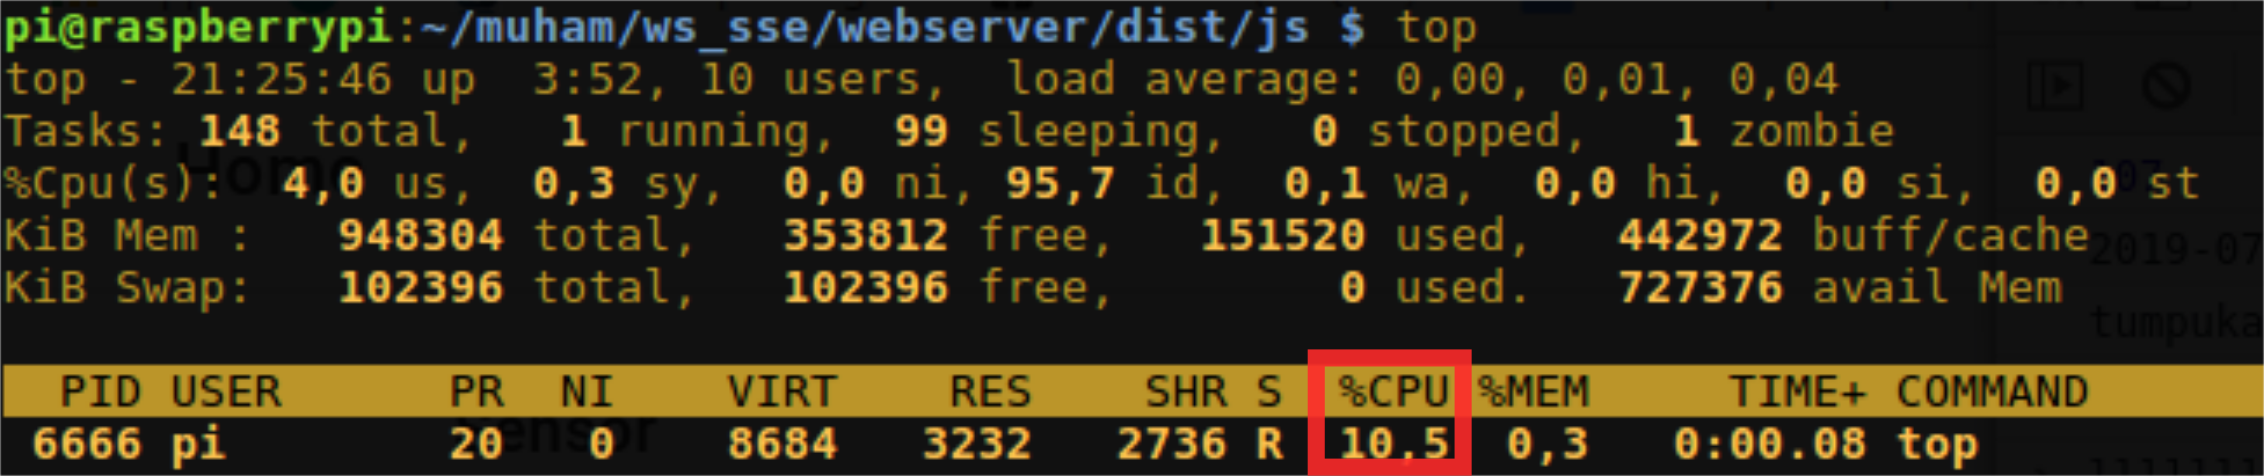 pi@raspberrypi:~/muham/ws_sse/webserver/dist/js $ top
top - 21:25:46 up  3:52, 10 users,  load average: 0,00, 0,01, 0,04
Tasks: 148 total,   1 running,  99 sleeping,   0 stopped,   1 zombie
%Cpu(s):  4,0 us,  0,3 sy,  0,0 ni, 95,7 id,  0,1 wa,  0,0 hi,  0,0 si,  0,0 st
KiB Mem :   948304 total,   353812 free,   151520 used,   442972 buff/cache
KiB Swap:   102396 total,   102396 free,        0 used.   727376 avail Mem
PID USER      PR  NI    VIRT    RES    SHR S  %CPU %MEM     TIME+ COMMAND
6666 pi        20   0    8684   3232   2736 R  10,5  0,3   0:00.08 top
Home
Sensor
2019-07
tumpuka